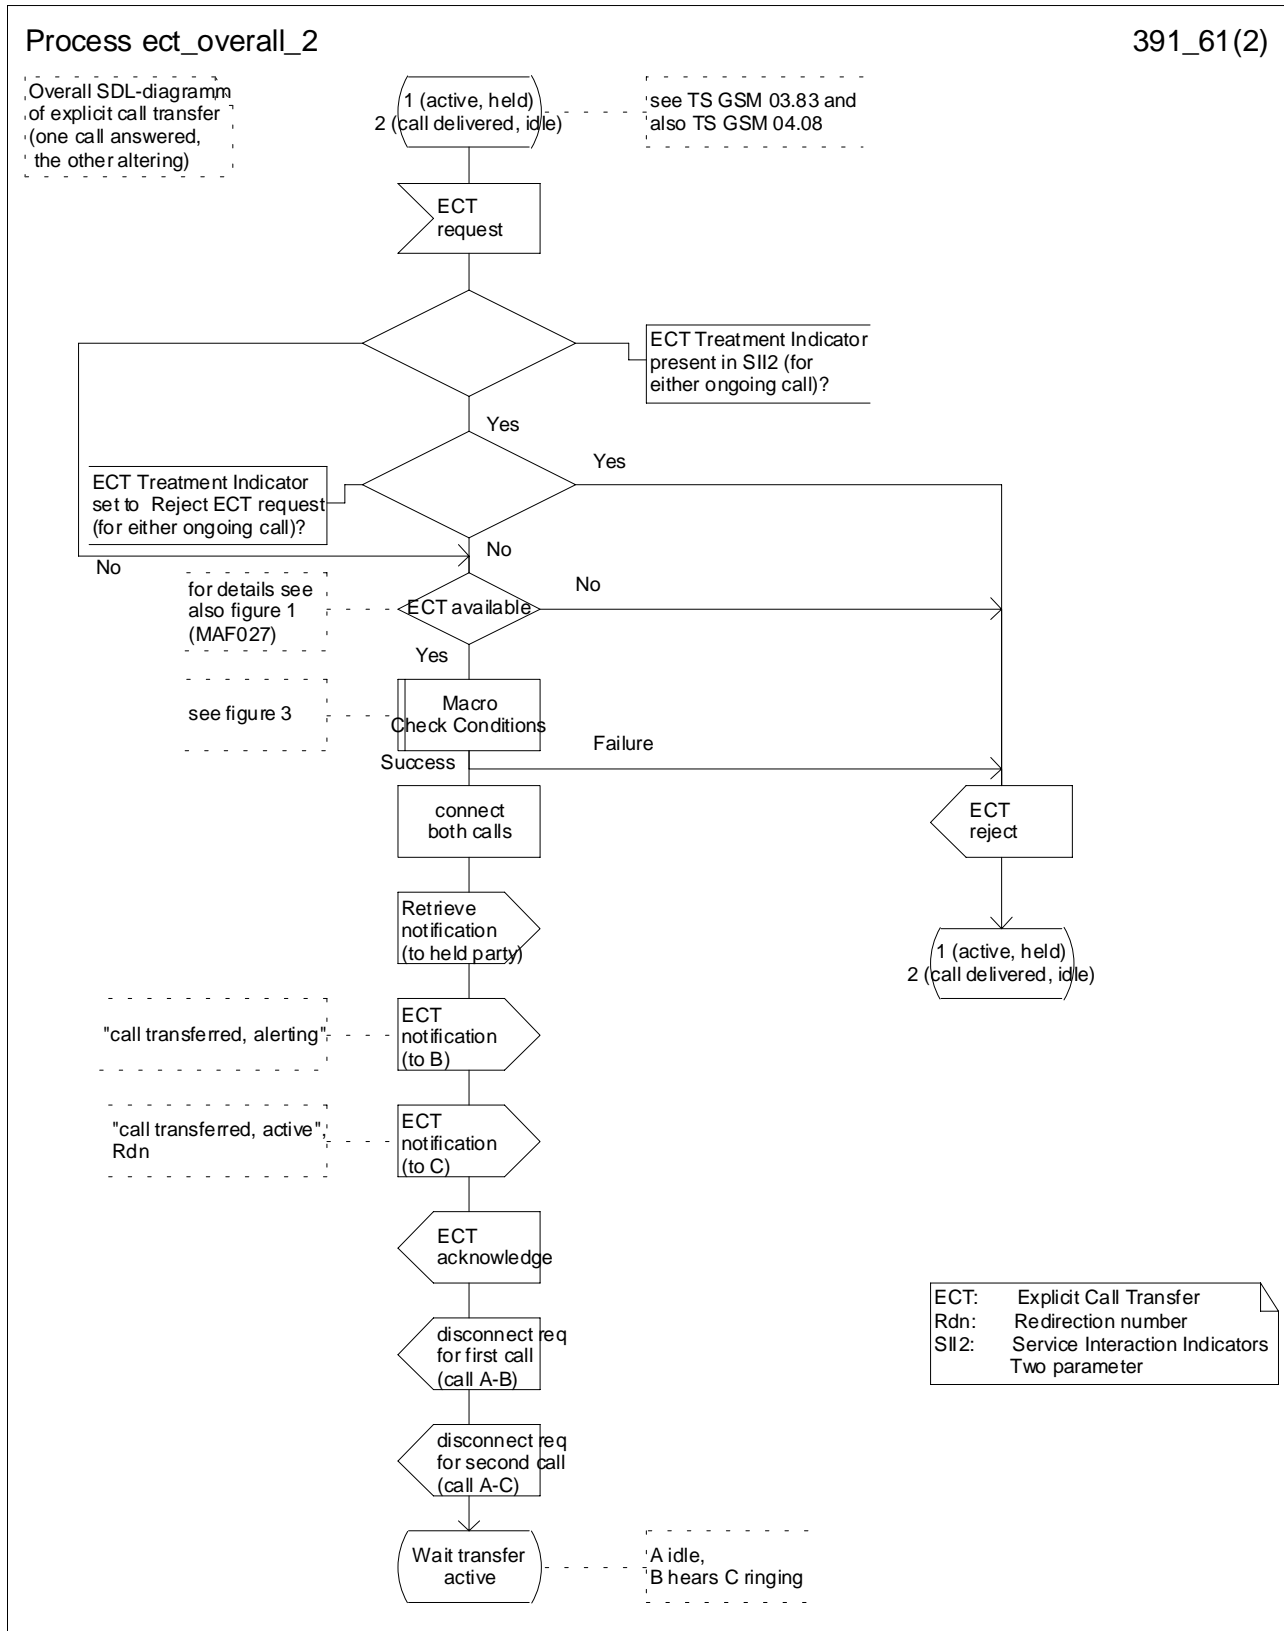 Process ect_overall_2
391_61(2)
Overall SDL-diagramm
of explicit call transfer
(one call answered,
the other altering)
1 (active, held)
2 (call delivered, idle)
see TS GSM 03.83 and
also TS GSM 04.08
ECT
request
ECT Treatment Indicator
present in SII2 (for
either ongoing call)?
Yes
Yes
ECT Treatment Indicator
set to Reject ECT request
(for either ongoing call)?
No
No
for details see
also figure 1
(MAF027)
ECT available
No
Yes
see figure 3
Macro
Check Conditions
Failure
Success
connect
both calls
ECT
reject
Retrieve
notification
(to held party)
1 (active, held)
2 (call delivered, idle)
"call transferred, alerting"
ECT
notification
(to B)
"call transferred, active",
Rdn
ECT
notification
(to C)
ECT
acknowledge
ECT: Explicit Call Transfer
Rdn: Redirection number
SII2: Service Interaction Indicators
Two parameter
disconnect req
for first call
(call A-B)
disconnect req
for second call
(call A-C)
Wait transfer
active
A idle,
B hears C ringing